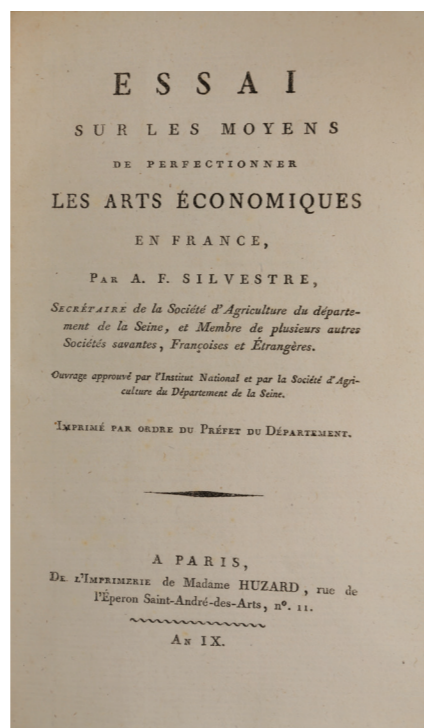 ESSAI
SUR LES MOYENS
DE PERFECTIONNER
LES ARTS ÉCONOMIQUES
EN FRANCE,
PAR A. F. SILVESTRE,
SECRÉTAIRE de la Société d'Agriculture du départe-
ment de la Seine, et Membre de plusieurs autres
Sociétés savantes, Françoises et Étrangères.
Ouvrage approuvé par l'Institut National et par la Société d'Agri-
culture du Département de la Seine.
IMPRIMÉ PAR ORDRE DU PRÉFET DU DÉPARTEMENT.
A PARIS,
DE L'IMPRIMERIE de Madame HUZARD, rue de
l'Éperon Saint-André-des-Arts, nº. 11.
AN IX.